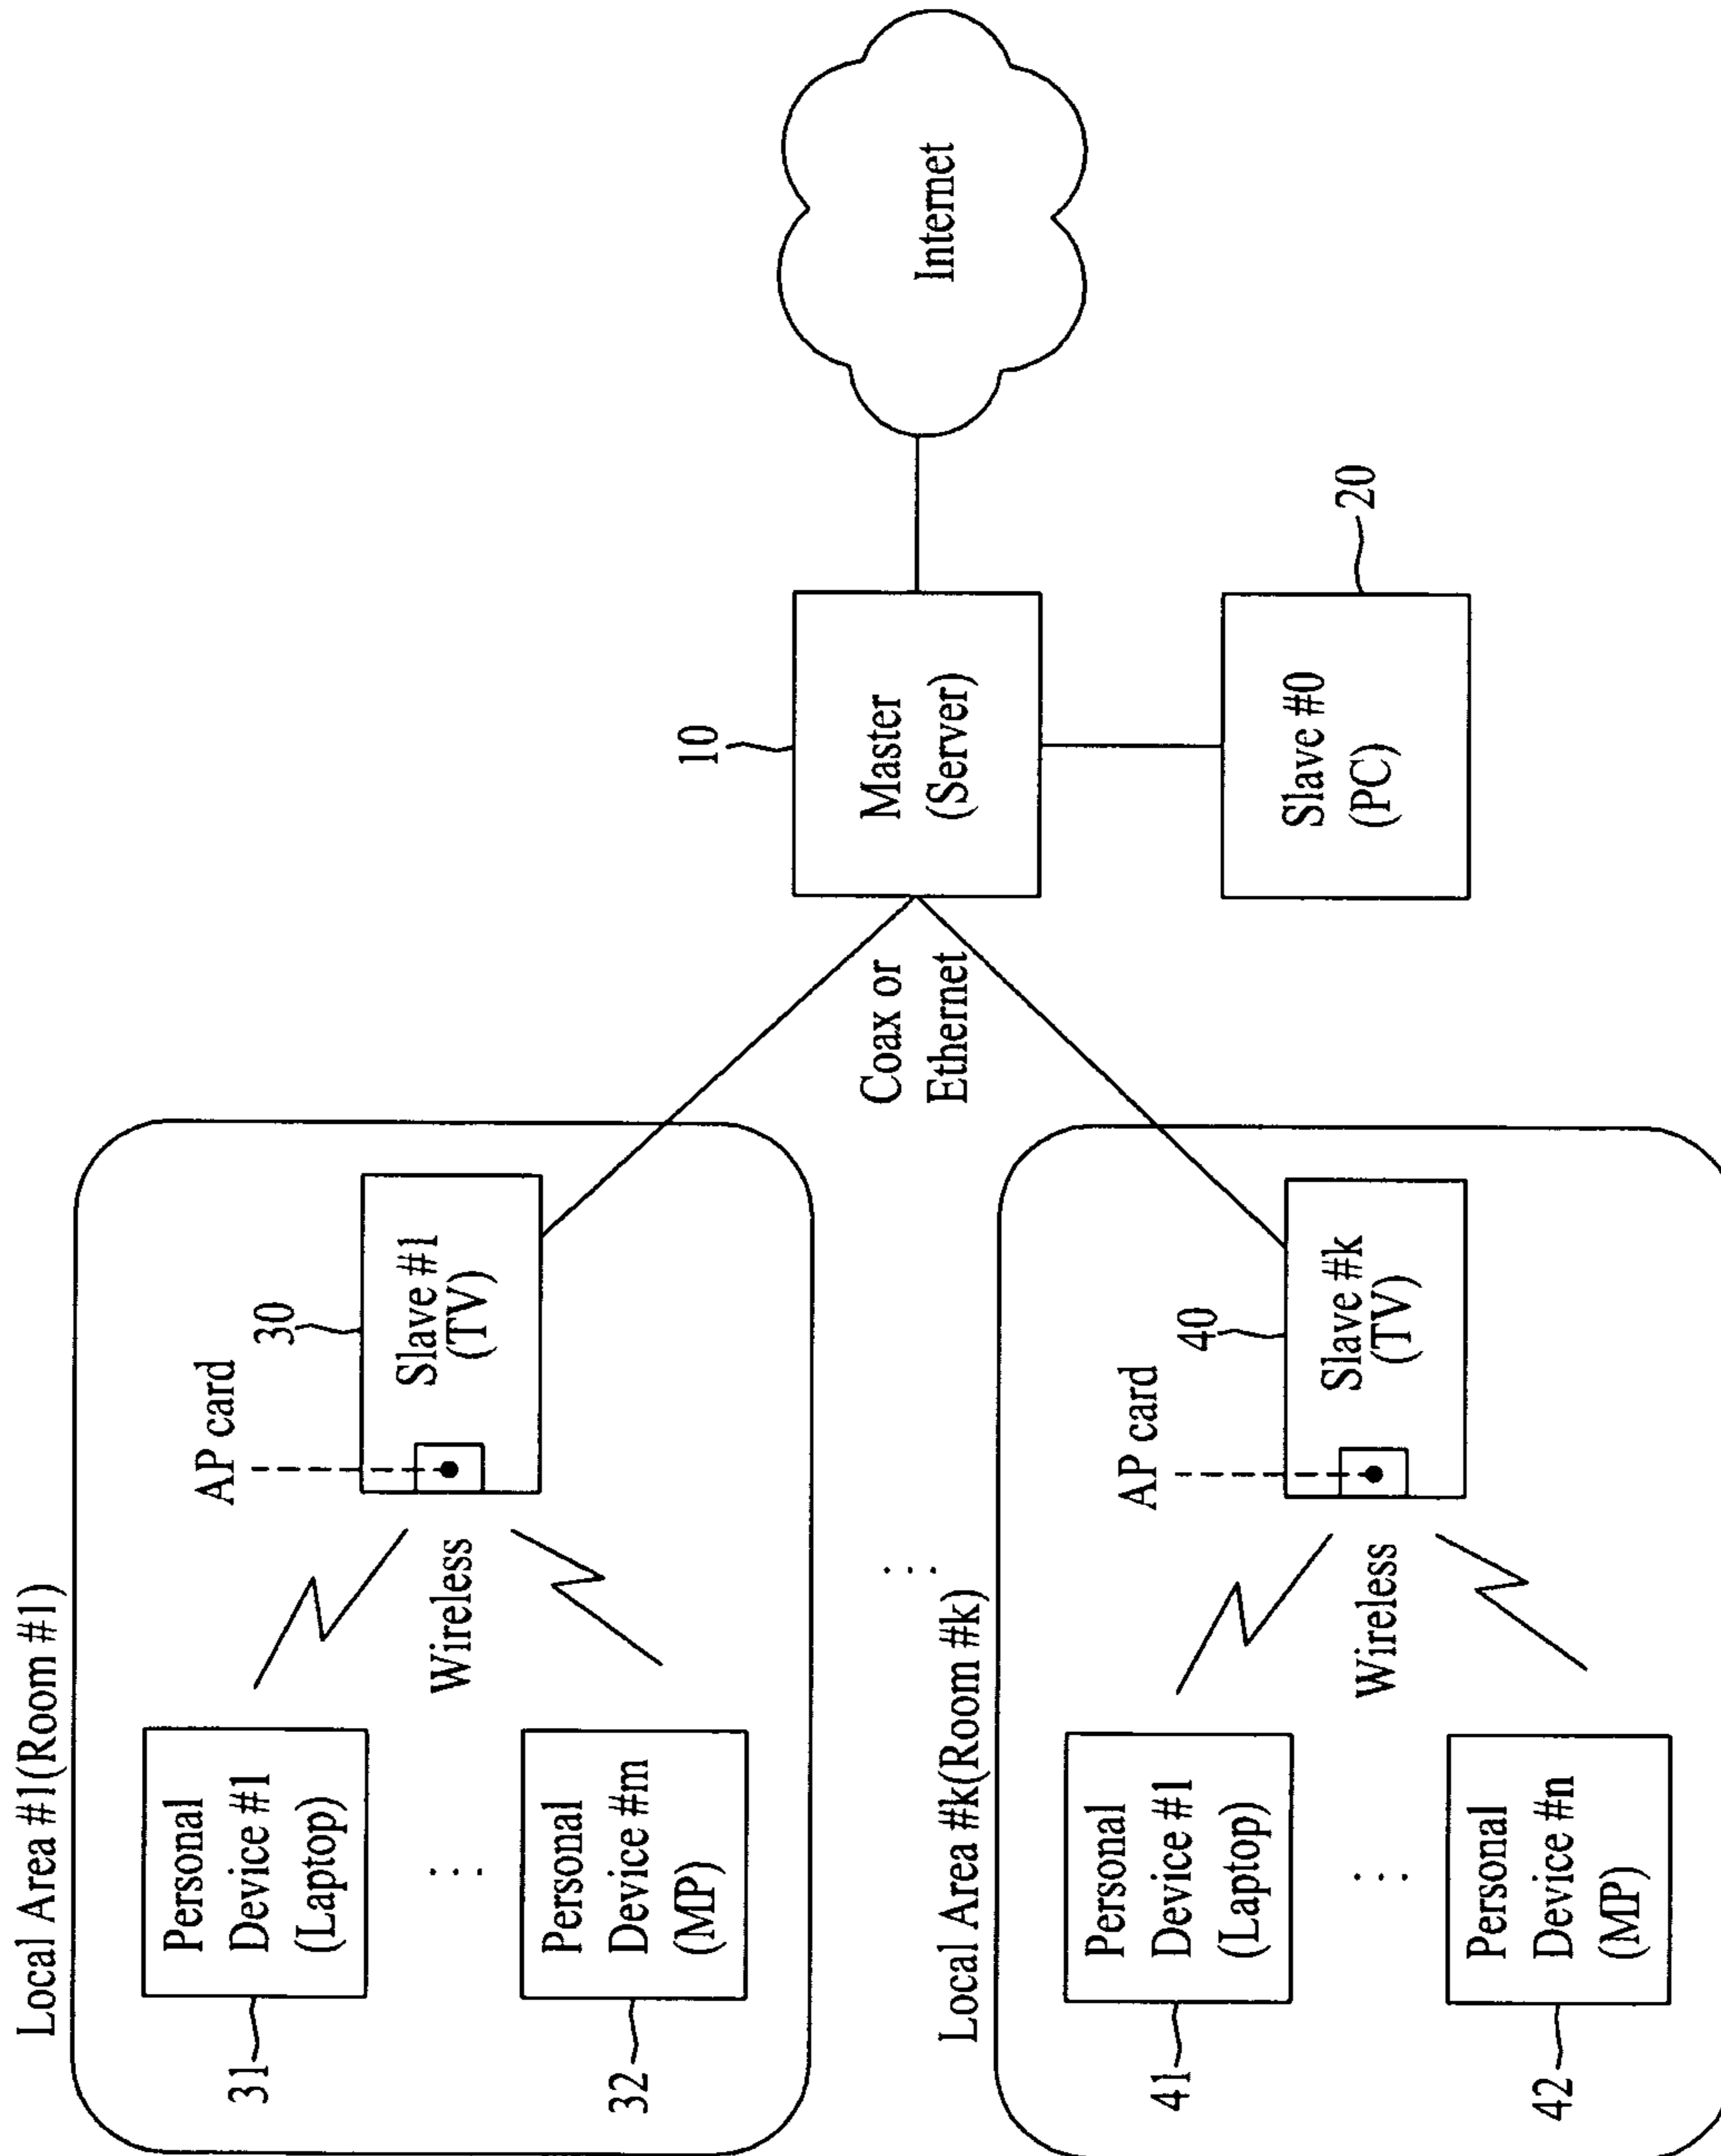 Local Area #1(Room #1)
31
Personal
Device #1
(Laptop)
⋮
32
Personal
Device #m
(MP)
Wireless
AP card
30
Slave #1
(TV)
⋮
Local Area #k(Room #k)
41
Personal
Device #1
(Laptop)
⋮
42
Personal
Device #n
(MP)
Wireless
AP card
40
Slave #k
(TV)
Coax or
Ethernet
10
Master
(Server)
20
Slave #0
(PC)
Internet